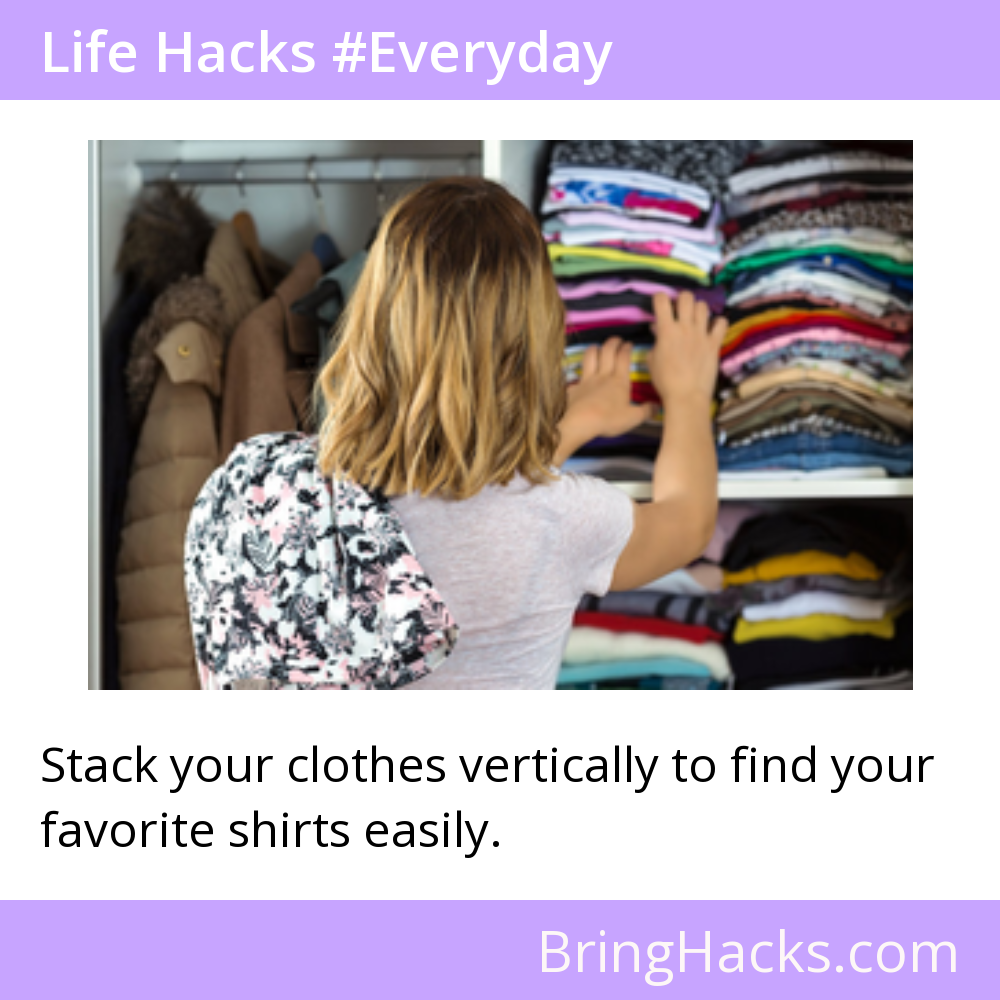 Life Hacks #Everyday
Stack your clothes vertically to find your
favorite shirts easily.
BringHacks.com